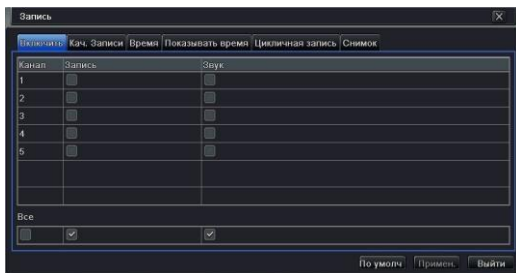 Запись
Включить Кач. Записи Время Показывать время Цикличная запись Снимок
Канал Запись Звук
1
2
3
4
5
Все
По умолч Примен. Выйти